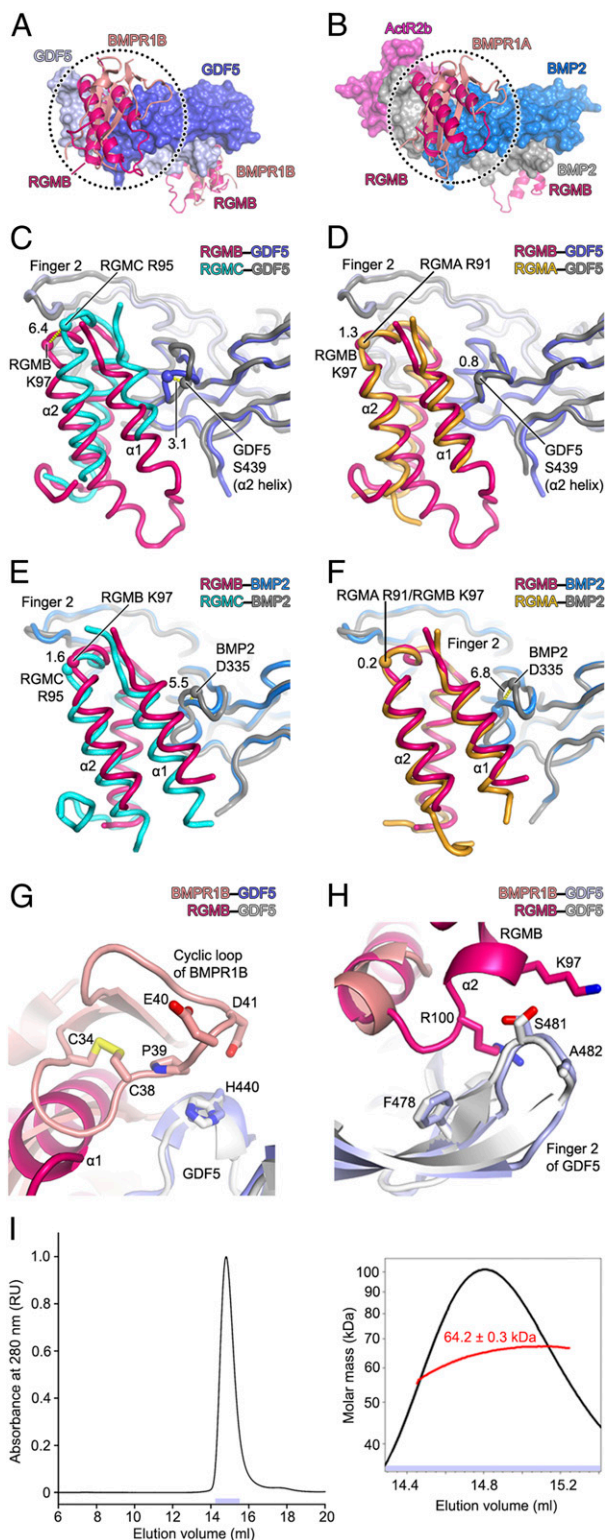 A
BMPR1B
GDF5
GDF5
BMPR1B
RGMB
RGMB
B
ActR2b
BMPR1A
BMP2
BMP2
RGMB
RGMB
C
RGMB–GDF5
RGMC–GDF5
Finger 2
RGMC R95
6.4
RGMB
K97
α2
α1
3.1
GDF5
S439
(α2 helix)
D
RGMB–GDF5
RGMA–GDF5
Finger 2
RGMA R91
1.3
RGMB
K97
0.8
α2
α1
GDF5
S439
(α2 helix)
E
RGMB–BMP2
RGMC–BMP2
Finger 2
RGMB K97
1.6
RGMC
R95
5.5
BMP2
D335
α2
α1
F
RGMB–BMP2
RGMA–BMP2
RGMA R91/RGMB K97
0.2
Finger 2
BMP2
D335
6.8
α2
α1
G
BMPR1B–GDF5
RGMB–GDF5
Cyclic loop
of BMPR1B
E40
D41
C34
P39
C38
H440
α1
GDF5
H
BMPR1B–GDF5
RGMB–GDF5
RGMB
K97
α2
R100
S481
A482
F478
Finger 2
of GDF5
I
Absorbance at 280 nm (RU)
1.0
0.8
0.6
0.4
0.2
0
6 8 10 12 14 16 18 20
Elution volume (ml)
Molar mass (kDa)
100
90
80
70
60
50
40
64.2 ± 0.3 kDa
14.4 14.8 15.2
Elution volume (ml)